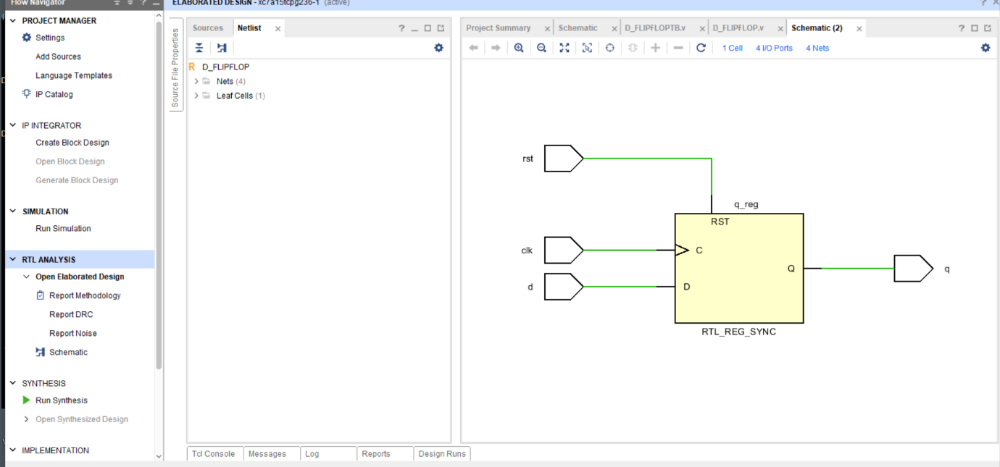 Flow Navigator
PROJECT MANAGER
Settings
Add Sources
Language Templates
IP Catalog
IP INTEGRATOR
Create Block Design
Open Block Design
Generate Block Design
SIMULATION
Run Simulation
RTL ANALYSIS
Open Elaborated Design
Report Methodology
Report DRC
Report Noise
Schematic
SYNTHESIS
Run Synthesis
Open Synthesized Design
IMPLEMENTATION
ELABORATED DESIGN - xc7a15tcpg236-1 (active)
Source File Properties
Sources Netlist
R D_FLIPFLOP
Nets (4)
Leaf Cells (1)
Project Summary Schematic D_FLIPFLOPTB.v D_FLIPFLOP.v Schematic (2)
1 Cell 4 I/O Ports 4 Nets
rst
q_reg
RST
clk C
Q q
d D
RTL_REG_SYNC
Tcl Console Messages Log Reports Design Runs